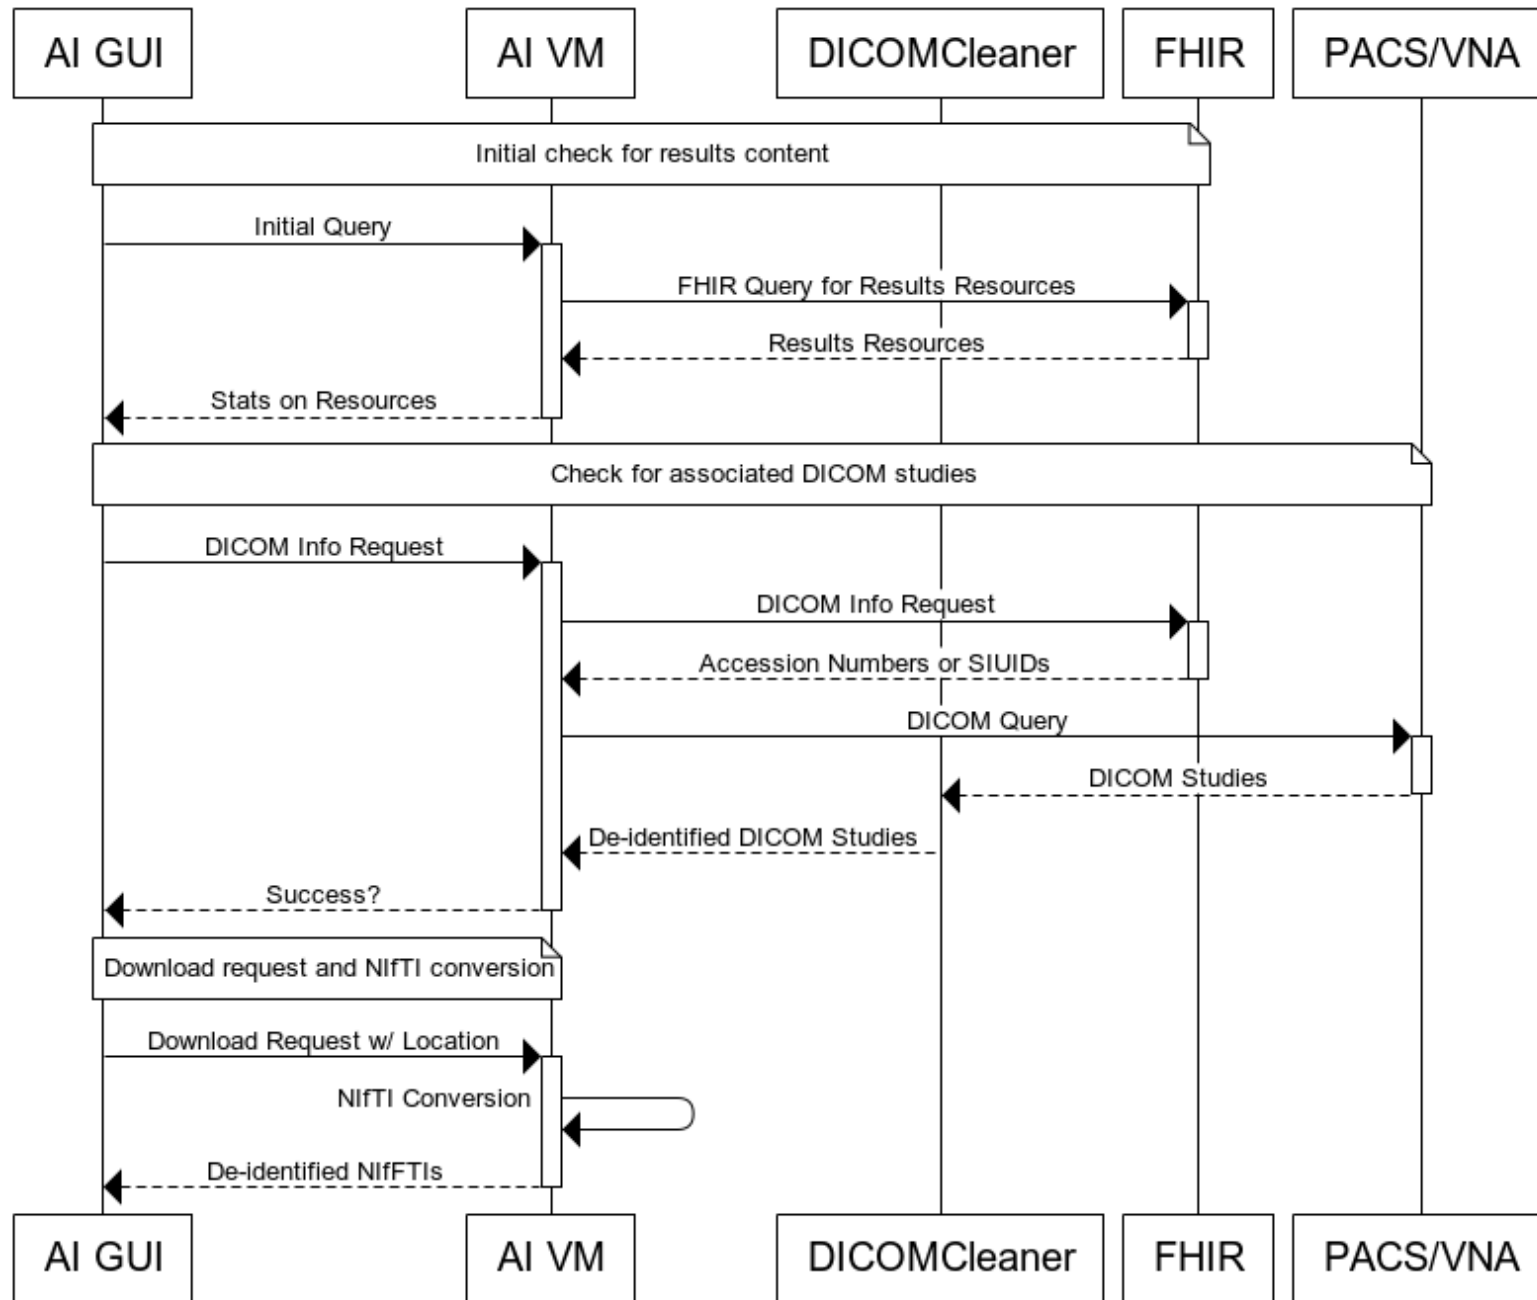 AI GUI
AI VM
DICOMCleaner
FHIR
PACS/VNA
Initial check for results content
Initial Query
FHIR Query for Results Resources
Results Resources
Stats on Resources
Check for associated DICOM studies
DICOM Info Request
DICOM Info Request
Accession Numbers or SIUIDs
DICOM Query
DICOM Studies
De-identified DICOM Studies
Success?
Download request and NIfTI conversion
Download Request w/ Location
NIfTI Conversion
De-identified NIfFTIs
AI GUI
AI VM
DICOMCleaner
FHIR
PACS/VNA